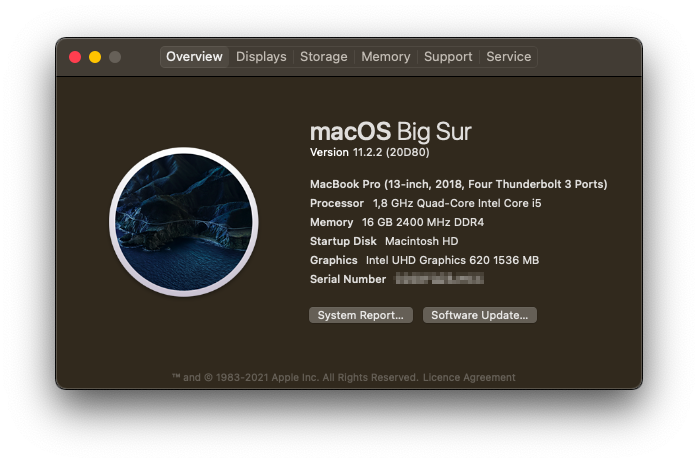 Overview Displays Storage Memory Support Service
macOS Big Sur
Version 11.2.2 (20D80)
MacBook Pro (13-inch, 2018, Four Thunderbolt 3 Ports)
Processor 1,8 GHz Quad-Core Intel Core i5
Memory 16 GB 2400 MHz DDR4
Startup Disk Macintosh HD
Graphics Intel UHD Graphics 620 1536 MB
Serial Number
System Report... Software Update...
™ and © 1983-2021 Apple Inc. All Rights Reserved. Licence Agreement